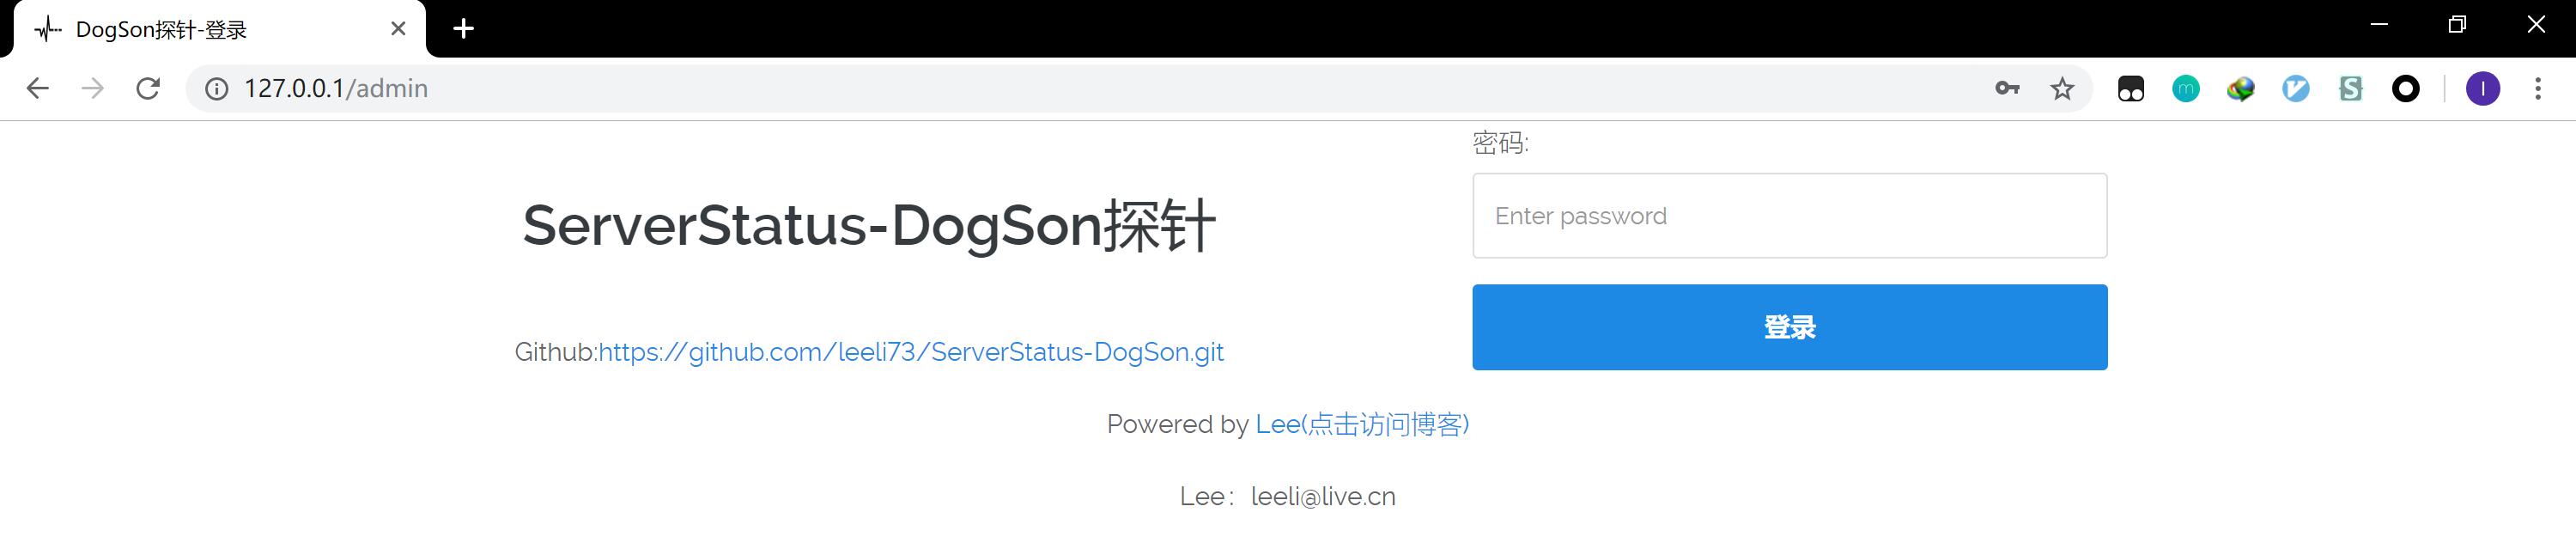 DogSon探针-登录
127.0.0.1/admin
I
密码:
Enter password
登录
ServerStatus-DogSon探针
Github:https://github.com/leeli73/ServerStatus-DogSon.git
Powered by Lee(点击访问博客)
Lee：leeli@live.cn